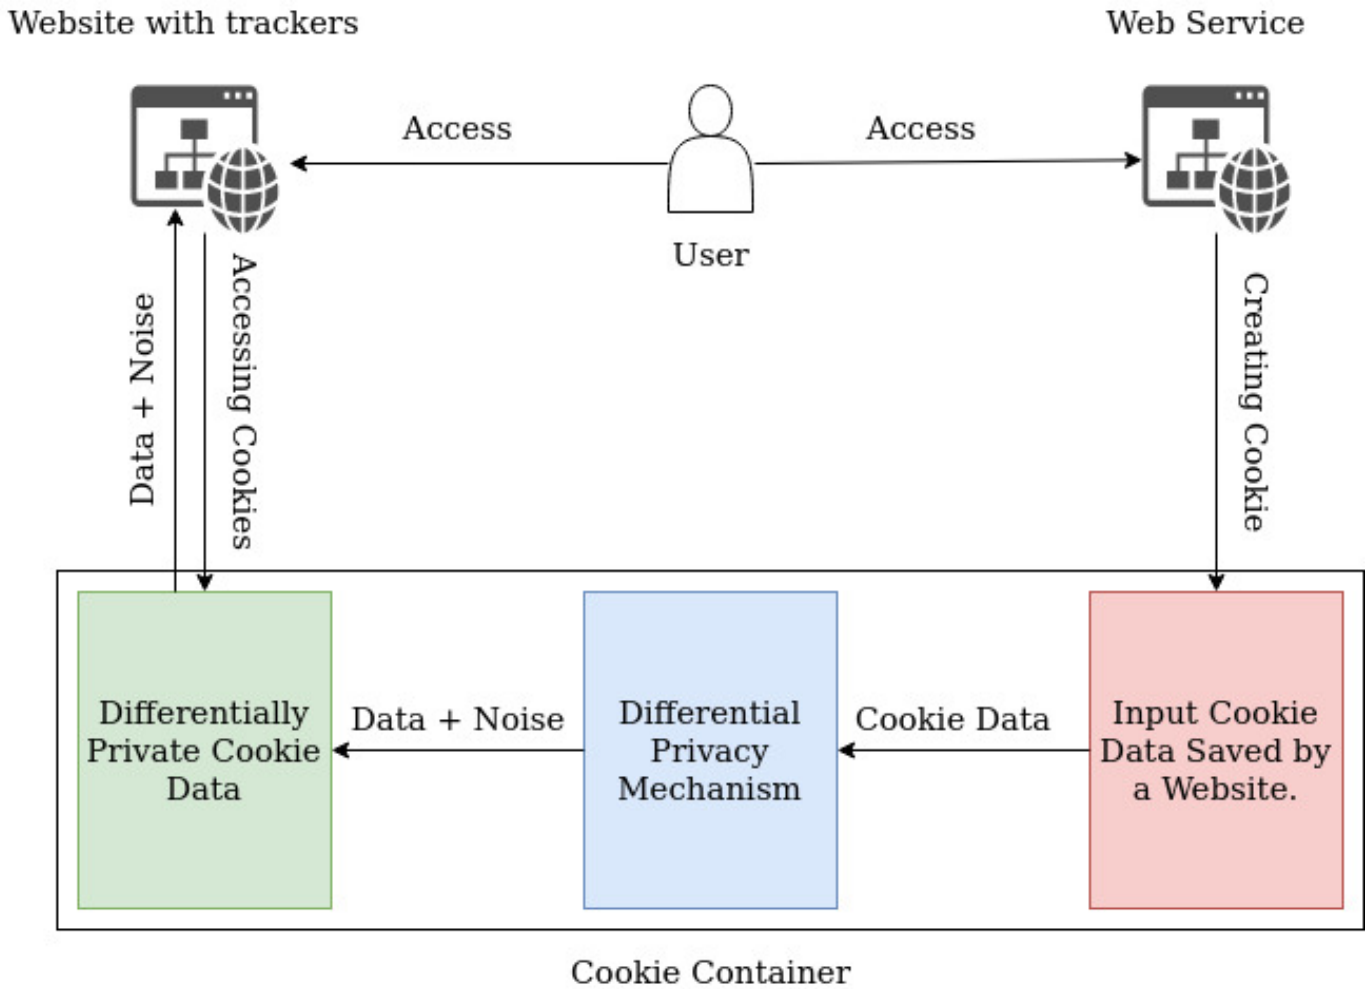 Website with trackers
Web Service
Access
Access
User
Data + Noise
Accessing Cookies
Creating Cookie
Differentially
Private Cookie
Data
Data + Noise
Differential
Privacy
Mechanism
Cookie Data
Input Cookie
Data Saved by
a Website.
Cookie Container